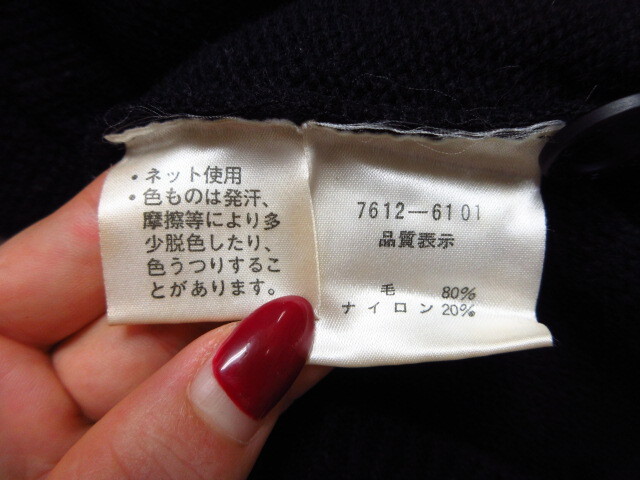 ・ネット使用
・色ものは発汗、
摩擦等により多
少脱色したり、
色うつりするこ
とがあります。
7612-6101
品質表示
毛 80%
ナイロン 20%